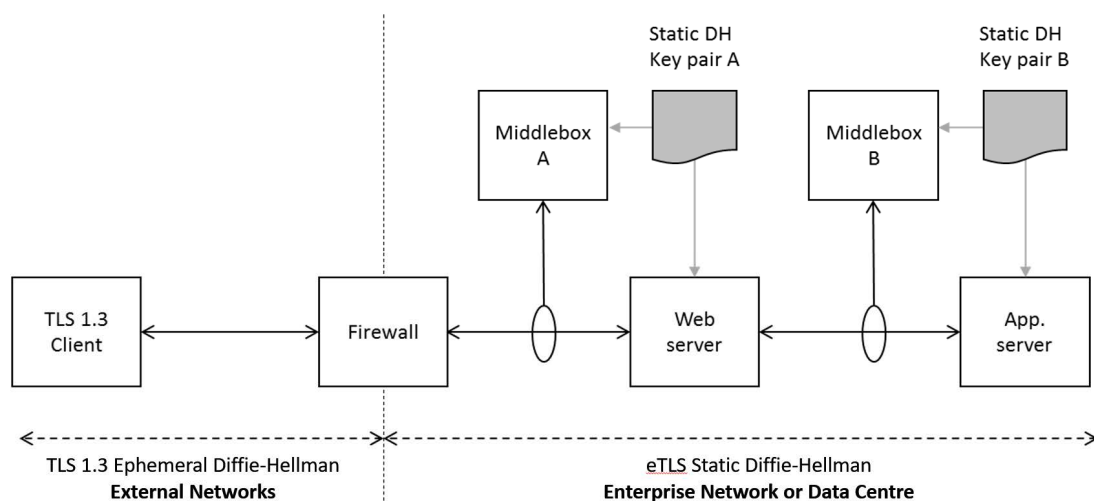 Static DH
Key pair A
Static DH
Key pair B
Middlebox
A
Middlebox
B
TLS 1.3
Client
Firewall
Web
server
App.
server
TLS 1.3 Ephemeral Diffie-Hellman
External Networks
eTLS Static Diffie-Hellman
Enterprise Network or Data Centre